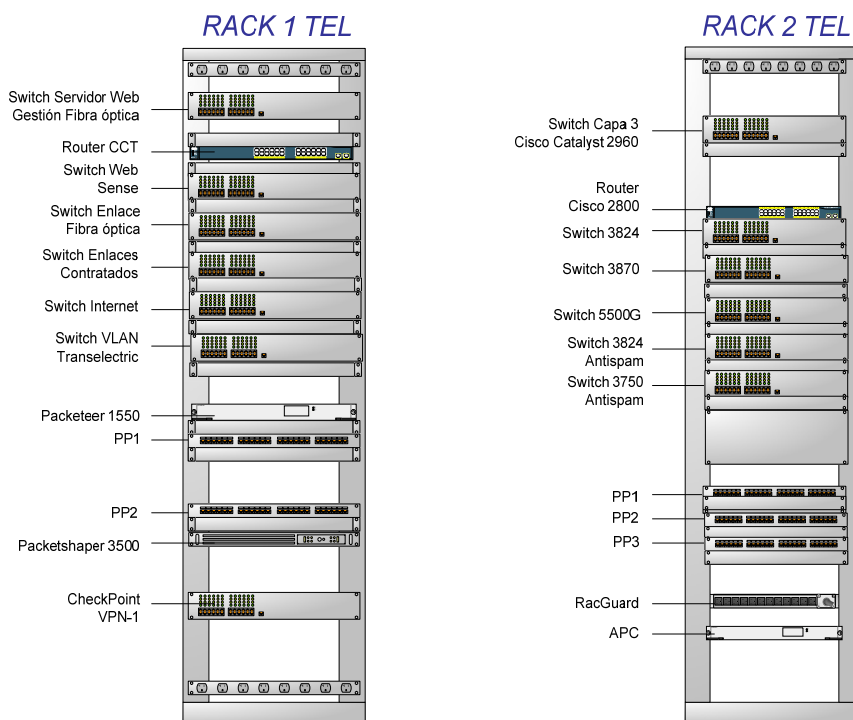 RACK 1 TEL
Switch Servidor Web
Gestión Fibra óptica
Router CCT
Switch Web
Sense
Switch Enlace
Fibra óptica
Switch Enlaces
Contratados
Switch Internet
Switch VLAN
Transelectric
Packeteer 1550
PP1
PP2
Packetshaper 3500
CheckPoint
VPN-1
RACK 2 TEL
Switch Capa 3
Cisco Catalyst 2960
Router
Cisco 2800
Switch 3824
Switch 3870
Switch 5500G
Switch 3824
Antispam
Switch 3750
Antispam
PP1
PP2
PP3
RacGuard
APC